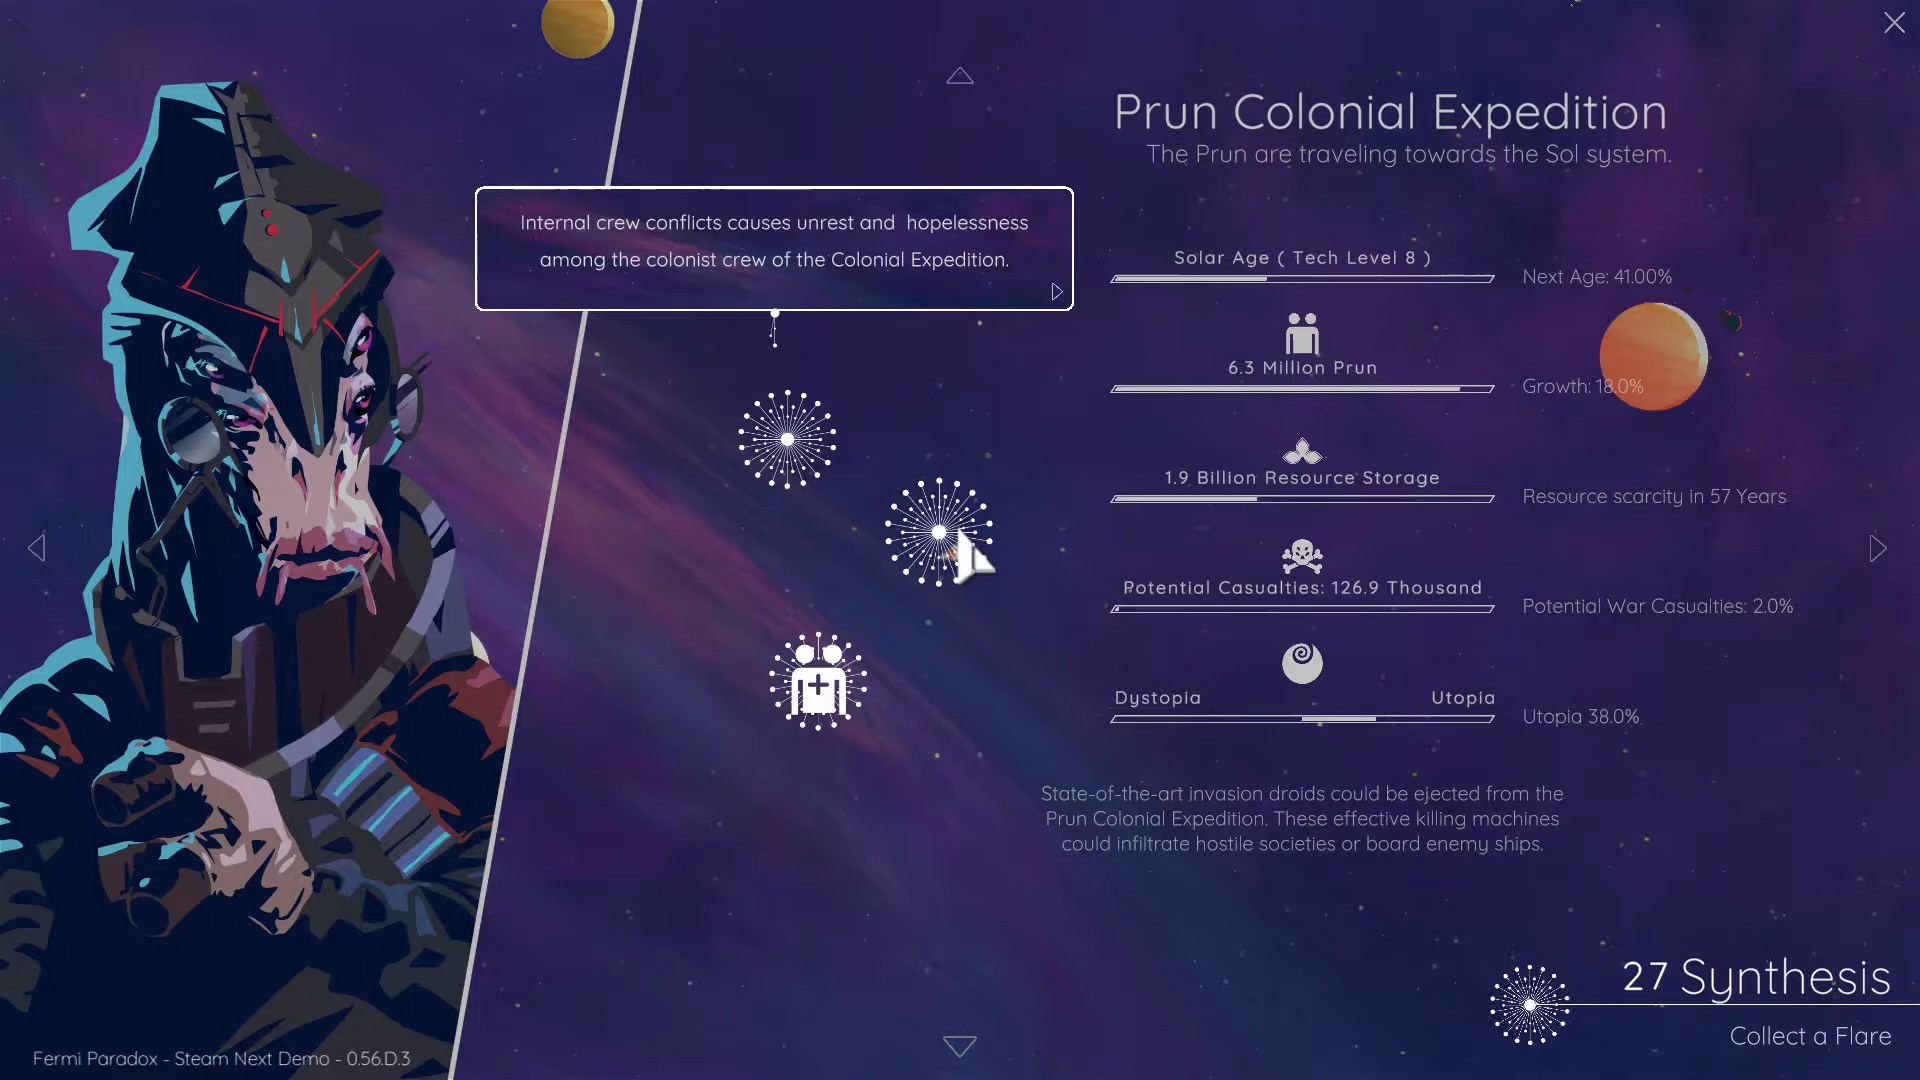 Prun Colonial Expedition
The Prun are traveling towards the Sol system.
Internal crew conflicts causes unrest and hopelessness
among the colonist crew of the Colonial Expedition.
Solar Age ( Tech Level 8 )
Next Age: 41.00%
6.3 Million Prun
Growth: 18.0%
1.9 Billion Resource Storage
Resource scarcity in 57 Years
Potential Casualties: 126.9 Thousand
Potential War Casualties: 2.0%
Dystopia
Utopia
Utopia 38.0%
State-of-the-art invasion droids could be ejected from the
Prun Colonial Expedition. These effective killing machines
could infiltrate hostile societies or board enemy ships.
27 Synthesis
Collect a Flare
Fermi Paradox - Steam Next Demo - 0.56.D.3